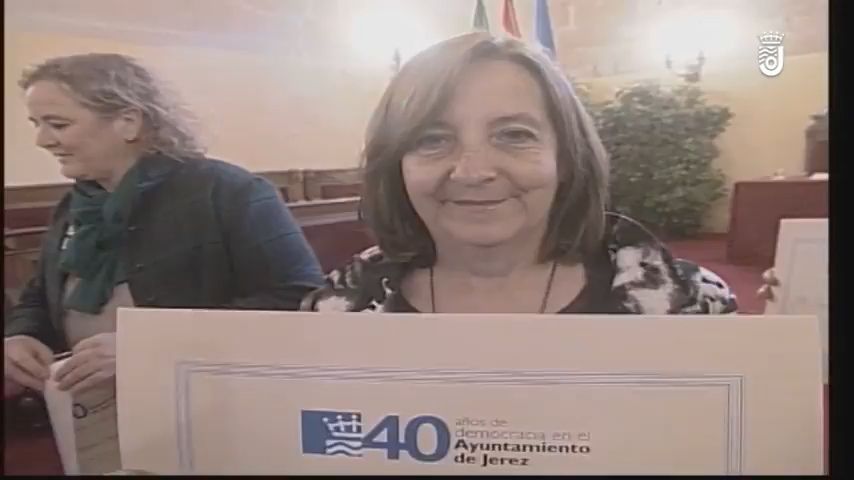 40
años de
democracia en el
Ayuntamiento
de Jerez